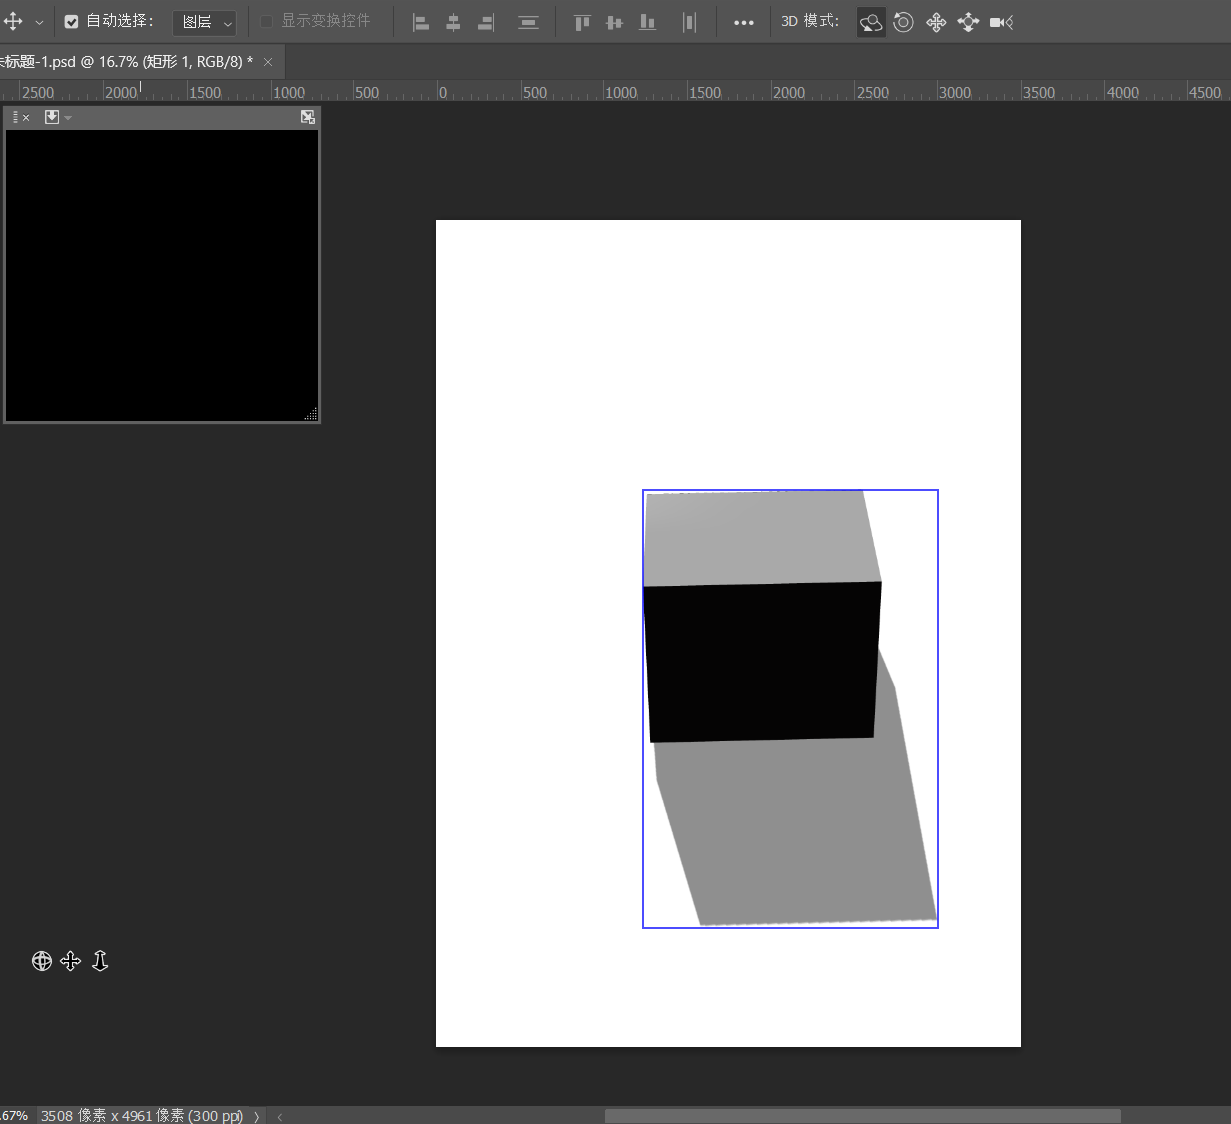 自动选择： 图层 显示变换控件 3D 模式：
未标题-1.psd @ 16.7% (矩形 1, RGB/8) * ×
2500 2000 1500 1000 500 0 500 1000 1500 2000 2500 3000 3500 4000 4500
.67% 3508 像素 x 4961 像素 (300 ppi)